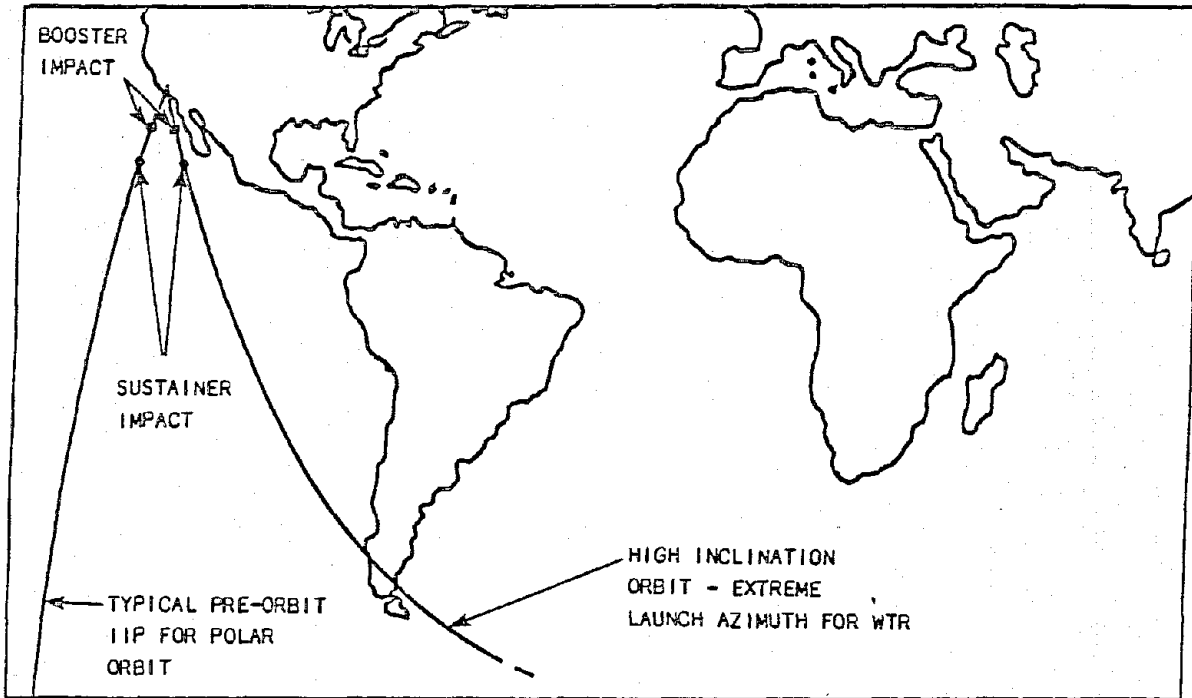 BOOSTER
IMPACT
SUSTAINER
IMPACT
TYPICAL PRE-ORBIT
IIP FOR POLAR
ORBIT
HIGH INCLINATION
ORBIT - EXTREME
LAUNCH AZIMUTH FOR WTR